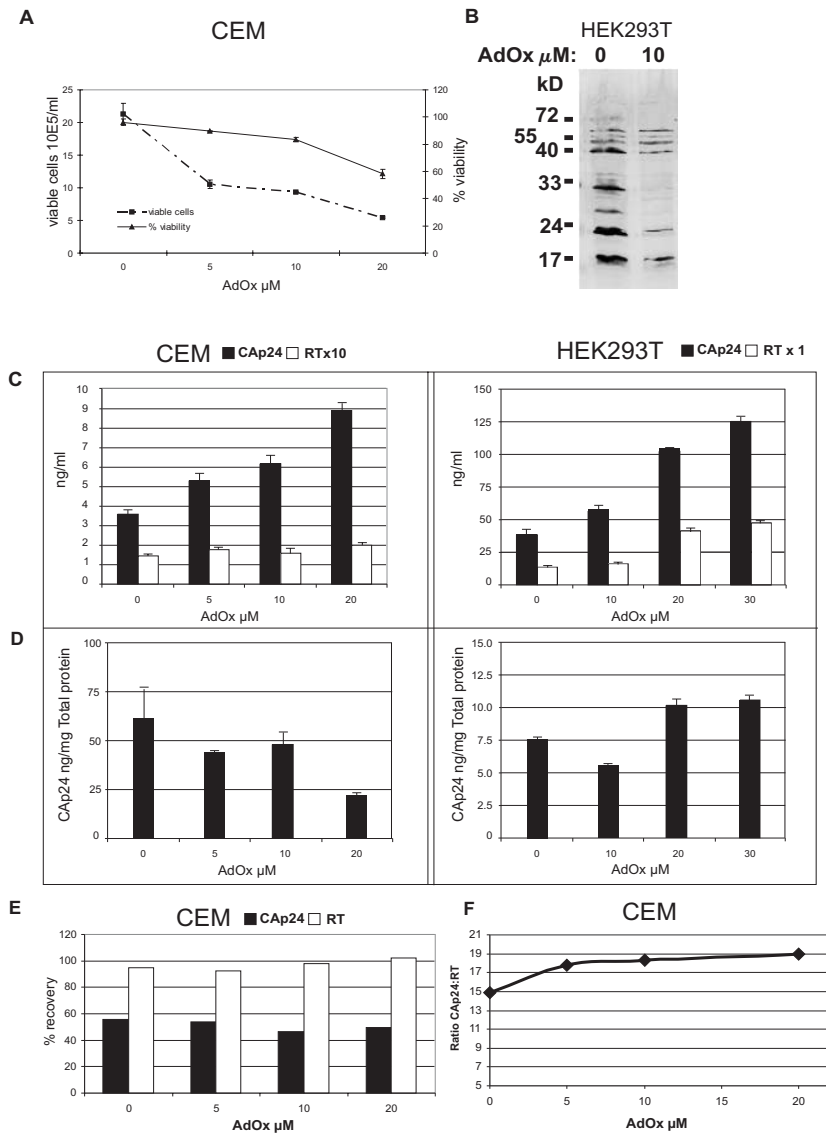 A
CEM
viable cells 10E5/ml
25
20
15
10
5
0
120
100
80
60
40
20
0
% viability
viable cells
% viability
0 5 10 20
AdOx µM
B
HEK293T
AdOx µM: 0 10
kD
72
55
40
33
24
17
C
CEM CAp24 RTx10
ng/ml
10
9
8
7
6
5
4
3
2
1
0
0 5 10 20
AdOx µM
HEK293T CAp24 RT x 1
ng/ml
150
125
100
75
50
25
0
0 10 20 30
AdOx µM
D
CAp24 ng/mg Total protein
100
75
50
25
0
0 5 10 20
AdOx µM
CAp24 ng/mg Total protein
15.0
12.5
10.0
7.5
5.0
2.5
0
0 10 20 30
AdOx µM
E
CEM CAp24 RT
% recovery
120
100
80
60
40
20
0
0 5 10 20
AdOx µM
F
CEM
Ratio CAp24:RT
21
19
17
15
13
11
9
7
5
0 5 10 15 20
AdOx µM